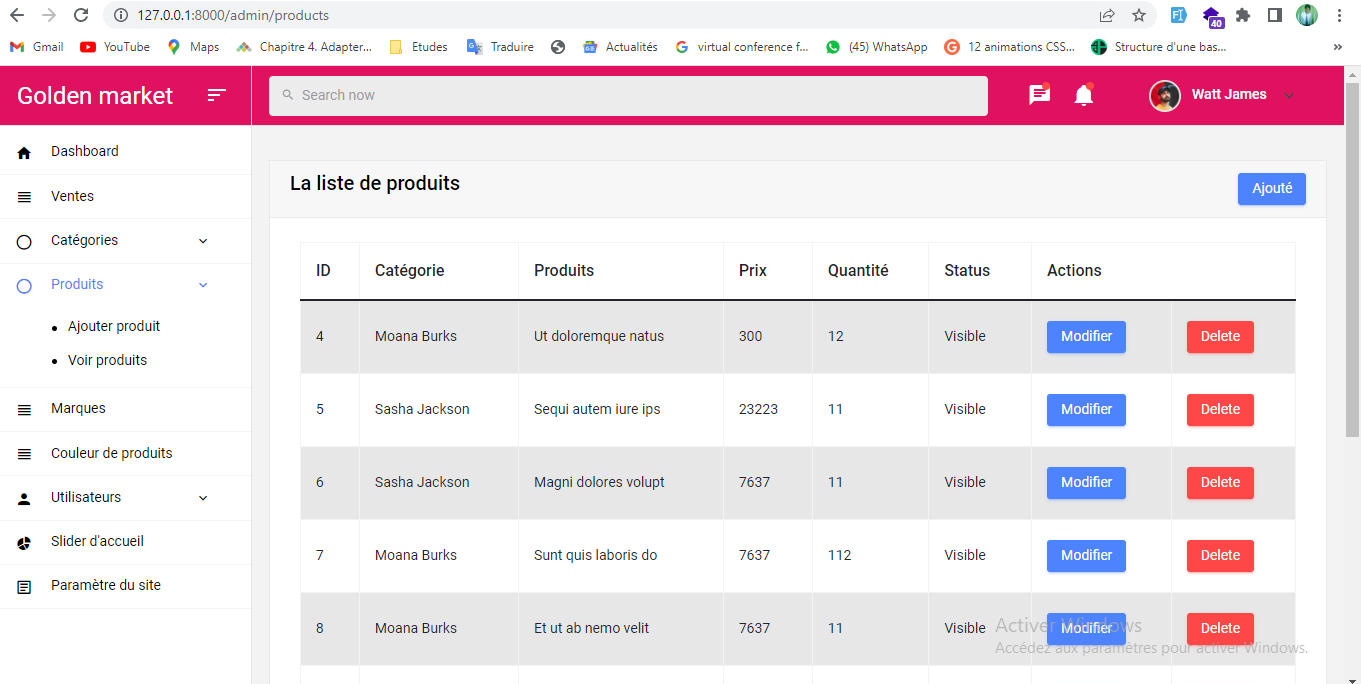 127.0.0.1:8000/admin/products
40
Gmail YouTube Maps Chapitre 4. Adapter... Etudes Traduire Actualités virtual conference f... (45) WhatsApp 12 animations CSS... Structure d'une bas... »
Golden market
Search now
Watt James
Dashboard
Ventes
Catégories
Produits
Ajouter produit
Voir produits
Marques
Couleur de produits
Utilisateurs
Slider d'accueil
Paramètre du site
La liste de produits
Ajouté
ID Catégorie Produits Prix Quantité Status Actions
4 Moana Burks Ut doloremque natus 300 12 Visible Modifier Delete
5 Sasha Jackson Sequi autem iure ips 23223 11 Visible Modifier Delete
6 Sasha Jackson Magni dolores volupt 7637 11 Visible Modifier Delete
7 Moana Burks Sunt quis laboris do 7637 112 Visible Modifier Delete
8 Moana Burks Et ut ab nemo velit 7637 11 Visible Modifier Delete
Activer Windows
Accédez aux paramètres pour activer Windows.